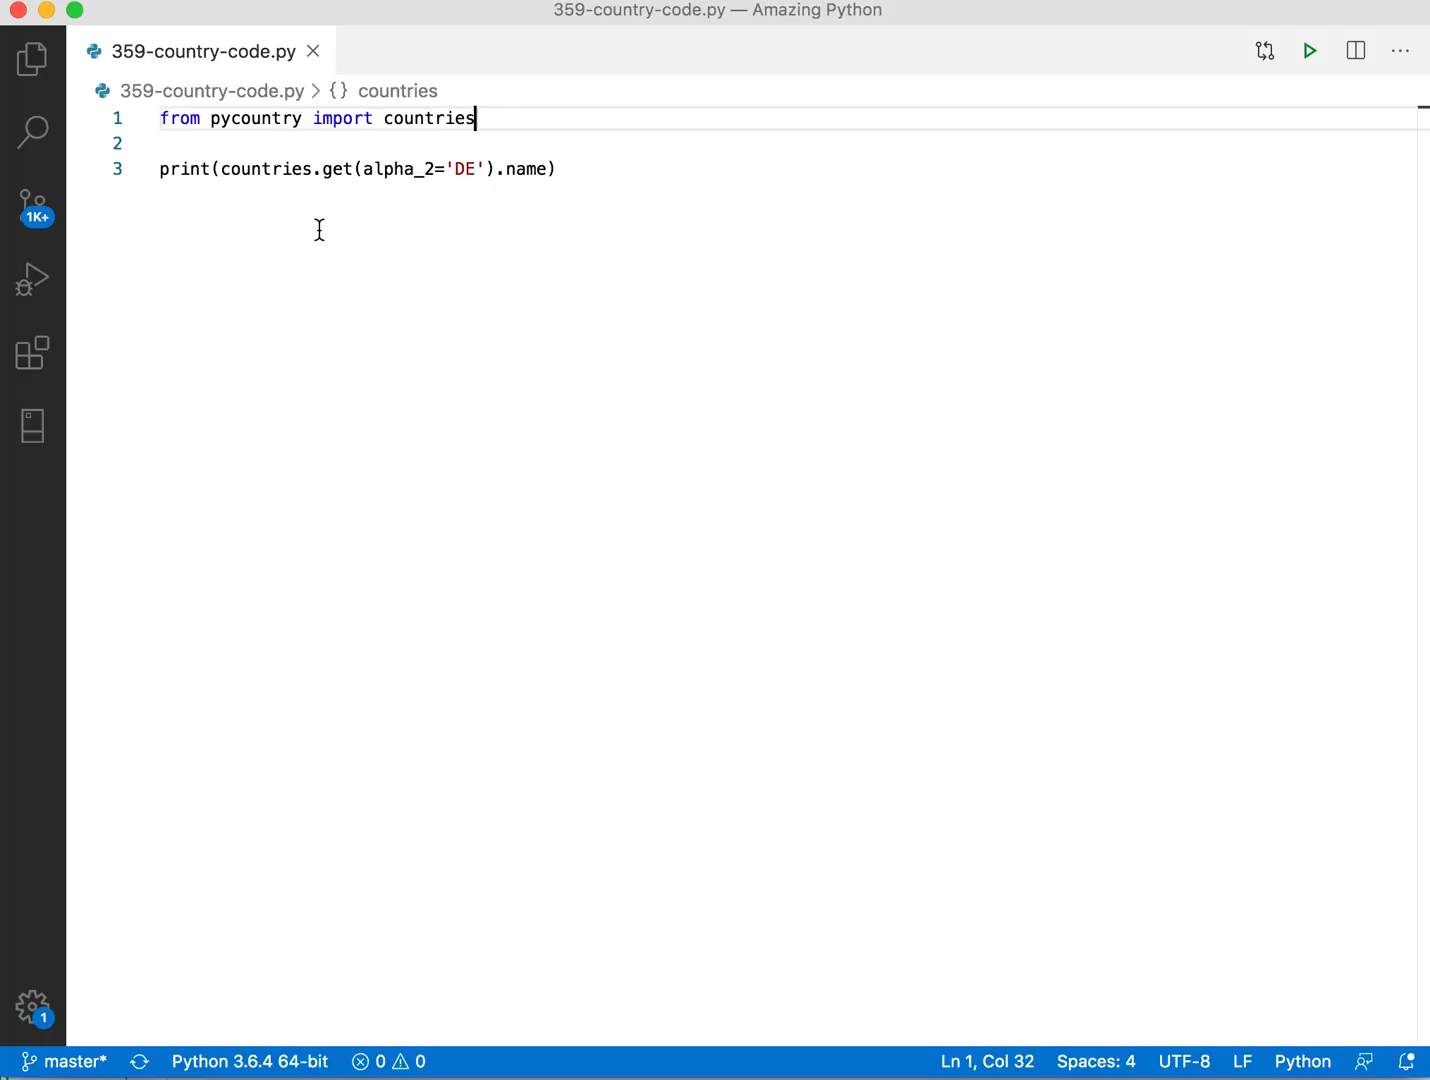 359-country-code.py — Amazing Python
359-country-code.py
359-country-code.py > {} countries
1 from pycountry import countries
2
3 print(countries.get(alpha_2='DE').name)
1K+
1
master* Python 3.6.4 64-bit 0 0 Ln 1, Col 32 Spaces: 4 UTF-8 LF Python